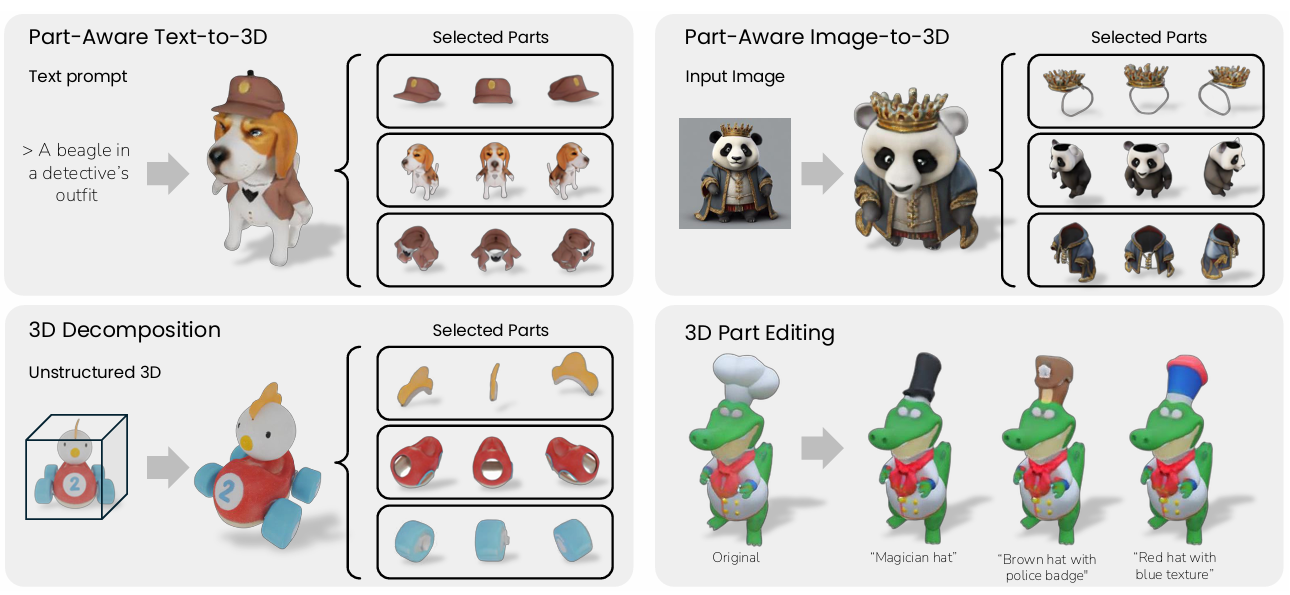 Part-Aware Text-to-3D
Selected Parts
Text prompt
> A beagle in
a detective's
outfit
Part-Aware Image-to-3D
Selected Parts
Input Image
3D Decomposition
Selected Parts
Unstructured 3D
2
2
3D Part Editing
Original
“Magician hat”
“Brown hat with
police badge"
“Red hat with
blue texture”